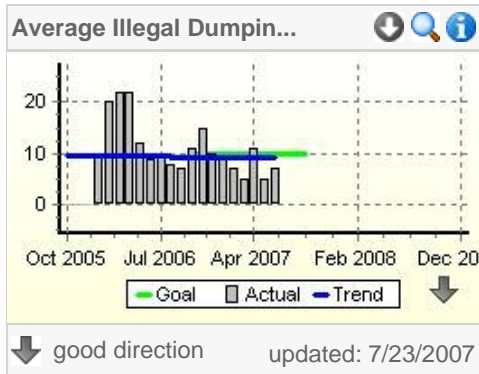 Average Illegal Dumpin...
20
10
0
Oct 2005 Jul 2006 Apr 2007 Feb 2008 Dec 20
Goal Actual Trend
good direction updated: 7/23/2007